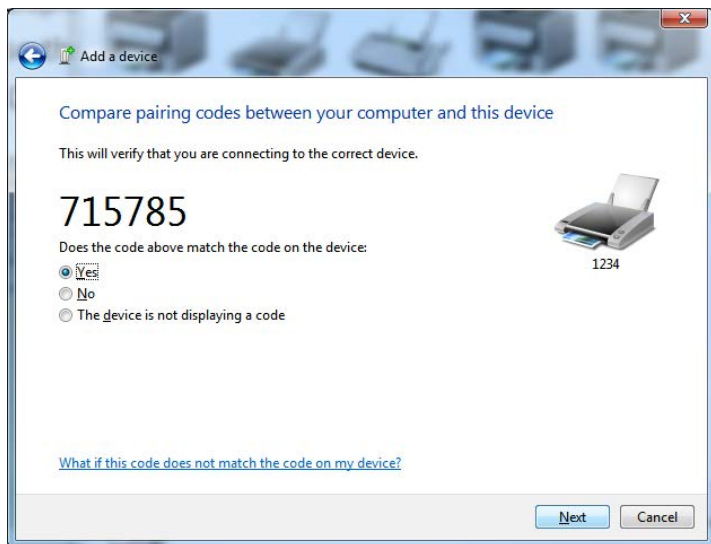 Add a device
Compare pairing codes between your computer and this device
This will verify that you are connecting to the correct device.
715785
Does the code above match the code on the device:
1234
Yes
No
The device is not displaying a code
What if this code does not match the code on my device?
Next Cancel